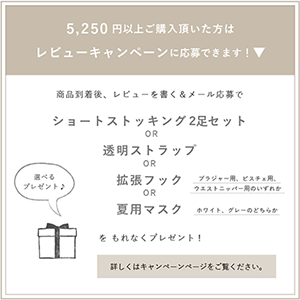 5,250円以上ご購入頂いた方は
レビューキャンペーンに応募できます！▼
商品到着後、レビューを書く＆メール応募で
ショートストッキング2足セット
OR
透明ストラップ
OR
拡張フック
ブラジャー用、ビスチェ用、
ウエストニッパー用のいずれか
OR
夏用マスク
ホワイト、グレーのどちらか
を もれなくプレゼント！
選べる
プレゼント♪
詳しくはキャンペーンページをご覧ください。